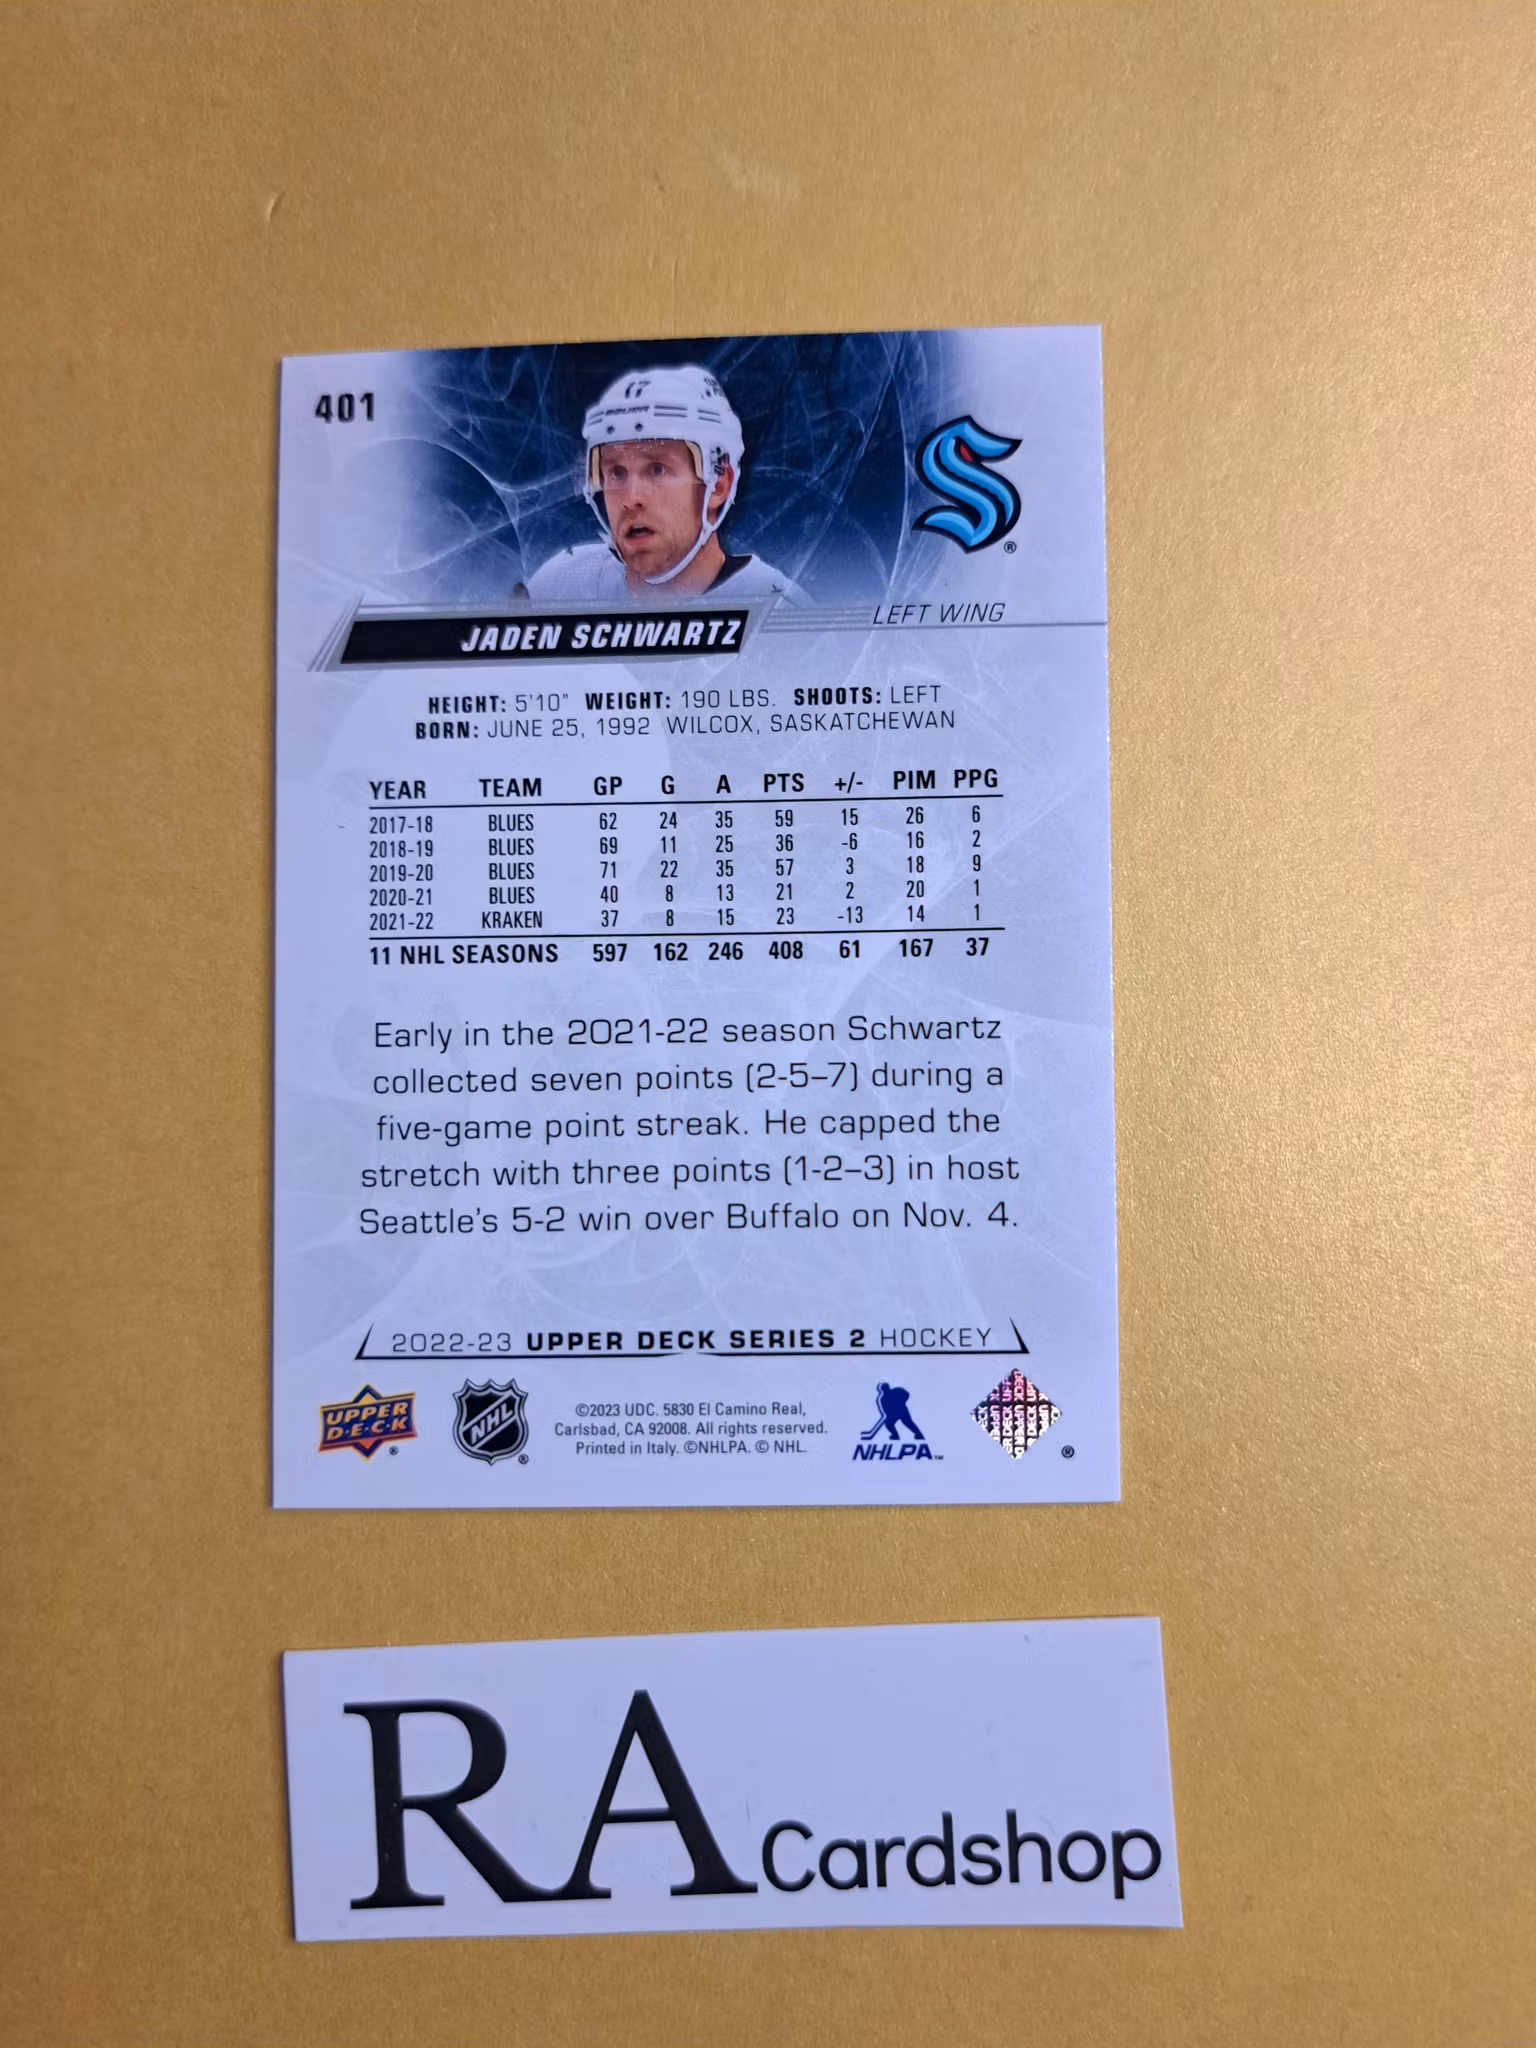 401
17
BAUER
®
LEFT WING
JADEN SCHWARTZ
HEIGHT: 5'10" WEIGHT: 190 LBS. SHOOTS: LEFT
BORN: JUNE 25, 1992 WILCOX, SASKATCHEWAN
YEAR TEAM GP G A PTS +/- PIM PPG
2017-18 BLUES 62 24 35 59 15 26 6
2018-19 BLUES 69 11 25 36 -6 16 2
2019-20 BLUES 71 22 35 57 3 18 9
2020-21 BLUES 40 8 13 21 2 20 1
2021-22 KRAKEN 37 8 15 23 -13 14 1
11 NHL SEASONS 597 162 246 408 61 167 37
Early in the 2021-22 season Schwartz
collected seven points (2-5–7) during a
five-game point streak. He capped the
stretch with three points (1-2–3) in host
Seattle's 5-2 win over Buffalo on Nov. 4.
2022-23 UPPER DECK SERIES 2 HOCKEY
UPPER
D·E·C·K
®
NHL
®
©2023 UDC. 5830 El Camino Real,
Carlsbad, CA 92008. All rights reserved.
Printed in Italy. ©NHLPA. © NHL.
NHLPA™
®
RA Cardshop